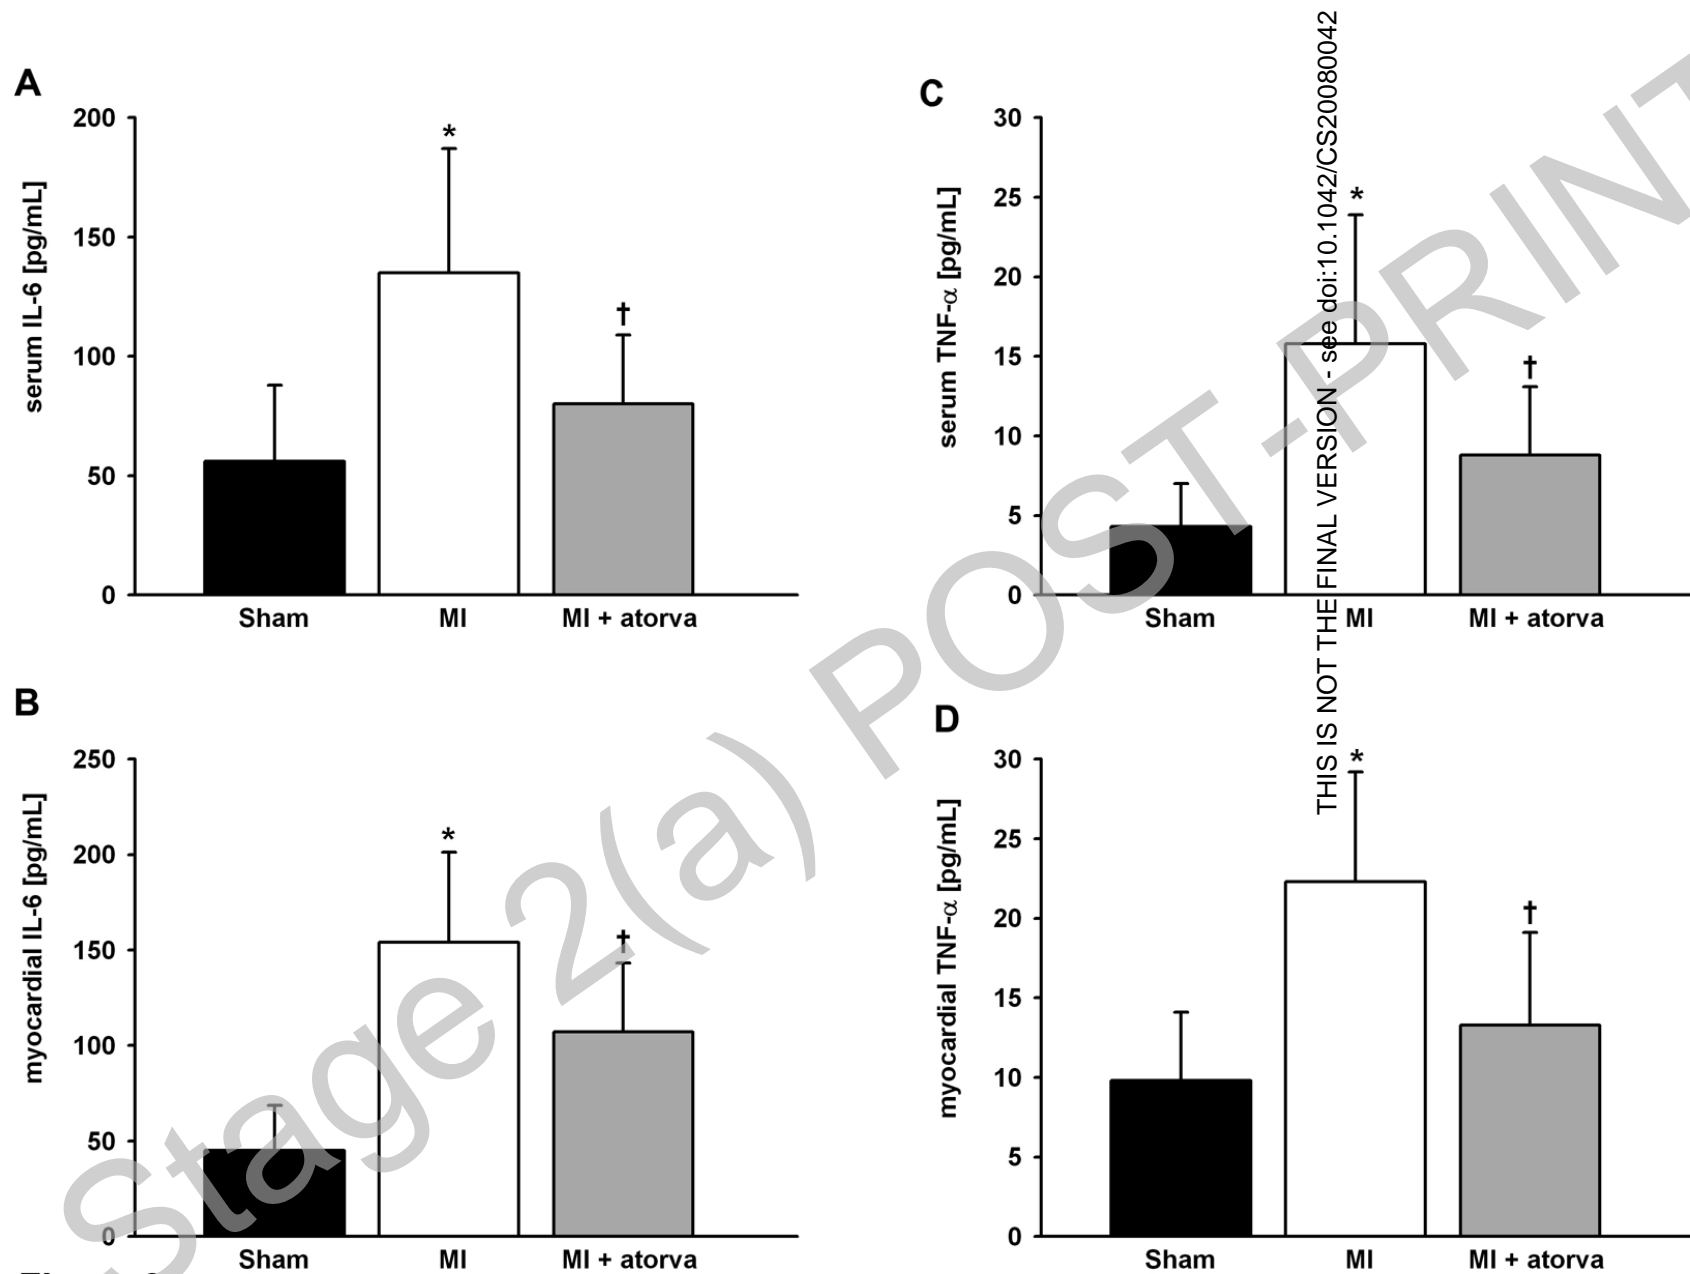 A
200
150
100
50
0
serum IL-6 [pg/mL]
*
†
Sham MI MI + atorva
C
30
25
20
15
10
5
0
serum TNF-α [pg/mL]
*
†
Sham MI MI + atorva
B
250
200
150
100
50
0
myocardial IL-6 [pg/mL]
*
†
Sham MI MI + atorva
D
30
25
20
15
10
5
0
myocardial TNF-α [pg/mL]
*
†
Sham MI MI + atorva
THIS IS NOT THE FINAL VERSION - see doi:10.1042/CS20080042
Stage 2(a) POST-PRINT